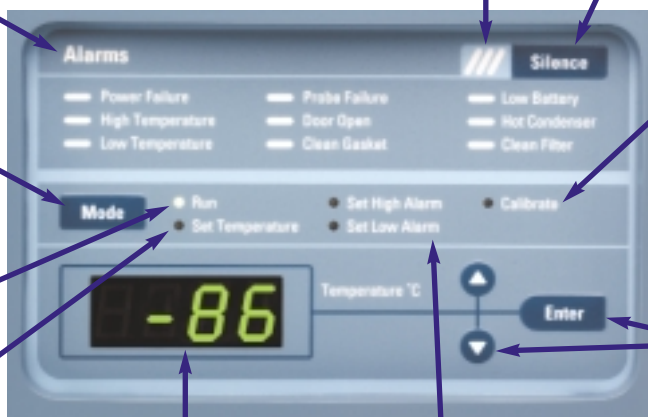 Alarms
Silence
Power Failure Probe Failure Low Battery
High Temperature Door Open Hot Condenser
Low Temperature Clean Gasket Clean Filter
Mode Run Set High Alarm Calibrate
Set Temperature Set Low Alarm
-86 Temperature °C
Enter